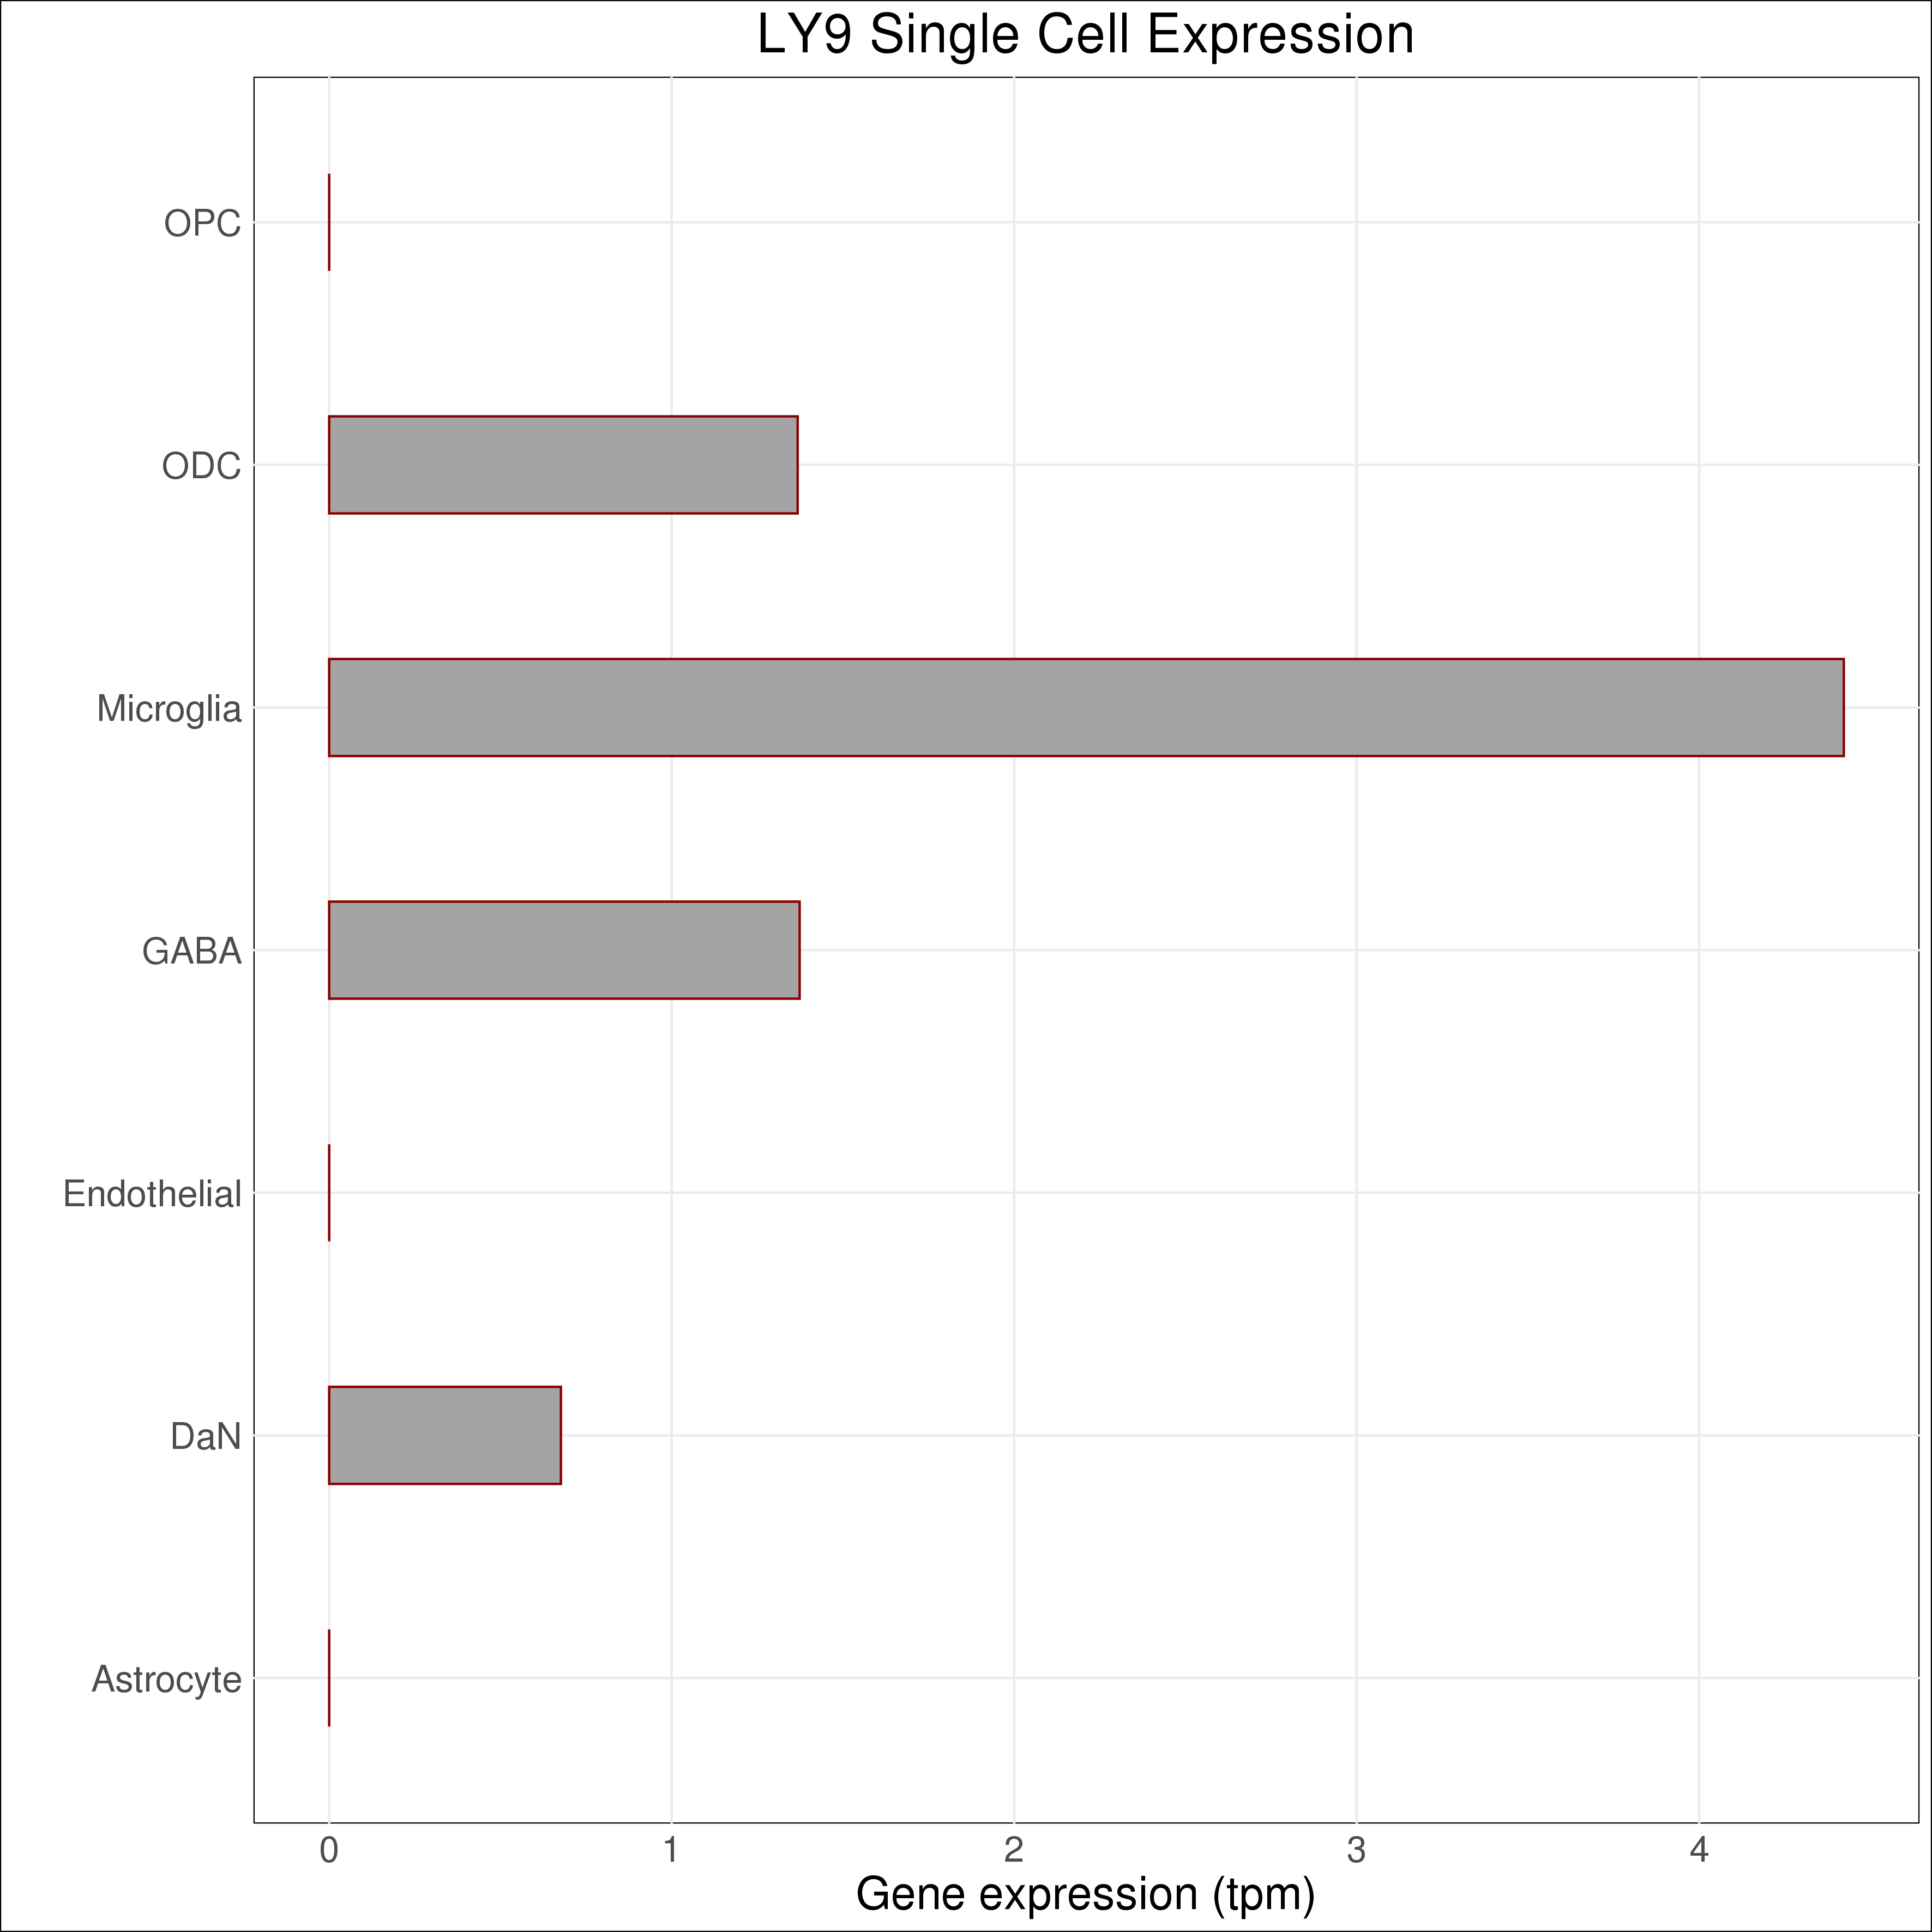 LY9 Single Cell Expression
OPC
ODC
Microglia
GABA
Endothelial
DaN
Astrocyte
0 1 2 3 4
Gene expression (tpm)